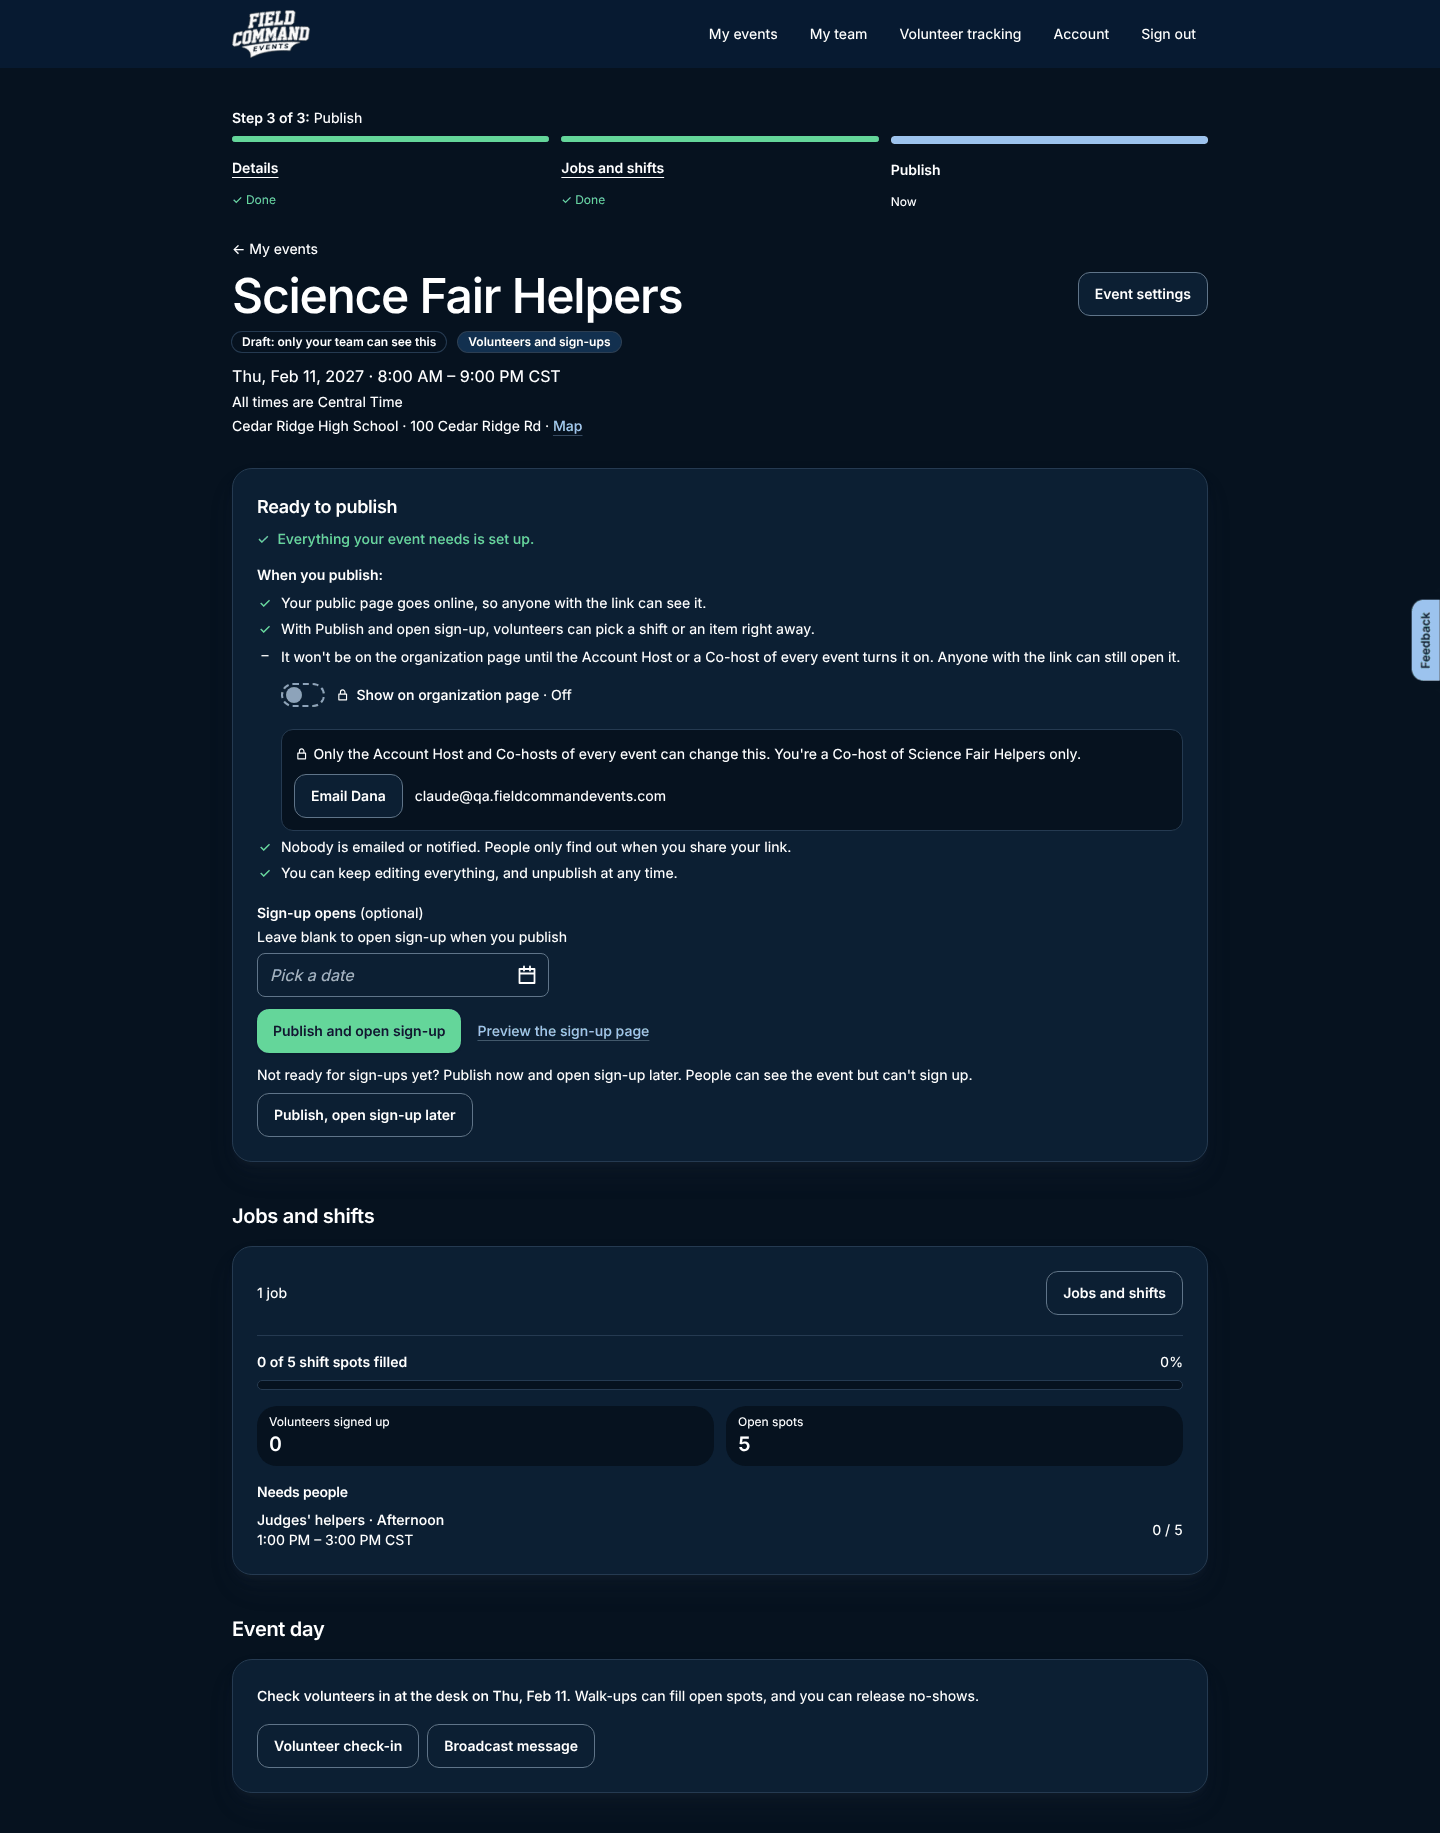 FIELD
COMMAND
EVENTS
My events
My team
Volunteer tracking
Account
Sign out
Step 3 of 3: Publish
Details
✓ Done
Jobs and shifts
✓ Done
Publish
Now
← My events
Science Fair Helpers
Event settings
Draft: only your team can see this
Volunteers and sign-ups
Thu, Feb 11, 2027 · 8:00 AM – 9:00 PM CST
All times are Central Time
Cedar Ridge High School · 100 Cedar Ridge Rd · Map
Ready to publish
✓ Everything your event needs is set up.
When you publish:
✓ Your public page goes online, so anyone with the link can see it.
✓ With Publish and open sign-up, volunteers can pick a shift or an item right away.
– It won't be on the organization page until the Account Host or a Co-host of every event turns it on. Anyone with the link can still open it.
Show on organization page · Off
Only the Account Host and Co-hosts of every event can change this. You're a Co-host of Science Fair Helpers only.
Email Dana
claude@qa.fieldcommandevents.com
✓ Nobody is emailed or notified. People only find out when you share your link.
✓ You can keep editing everything, and unpublish at any time.
Sign-up opens (optional)
Leave blank to open sign-up when you publish
Pick a date
Publish and open sign-up
Preview the sign-up page
Not ready for sign-ups yet? Publish now and open sign-up later. People can see the event but can't sign up.
Publish, open sign-up later
Jobs and shifts
1 job
Jobs and shifts
0 of 5 shift spots filled
0%
Volunteers signed up
0
Open spots
5
Needs people
Judges' helpers · Afternoon
1:00 PM – 3:00 PM CST
0 / 5
Event day
Check volunteers in at the desk on Thu, Feb 11. Walk-ups can fill open spots, and you can release no-shows.
Volunteer check-in
Broadcast message
Feedback